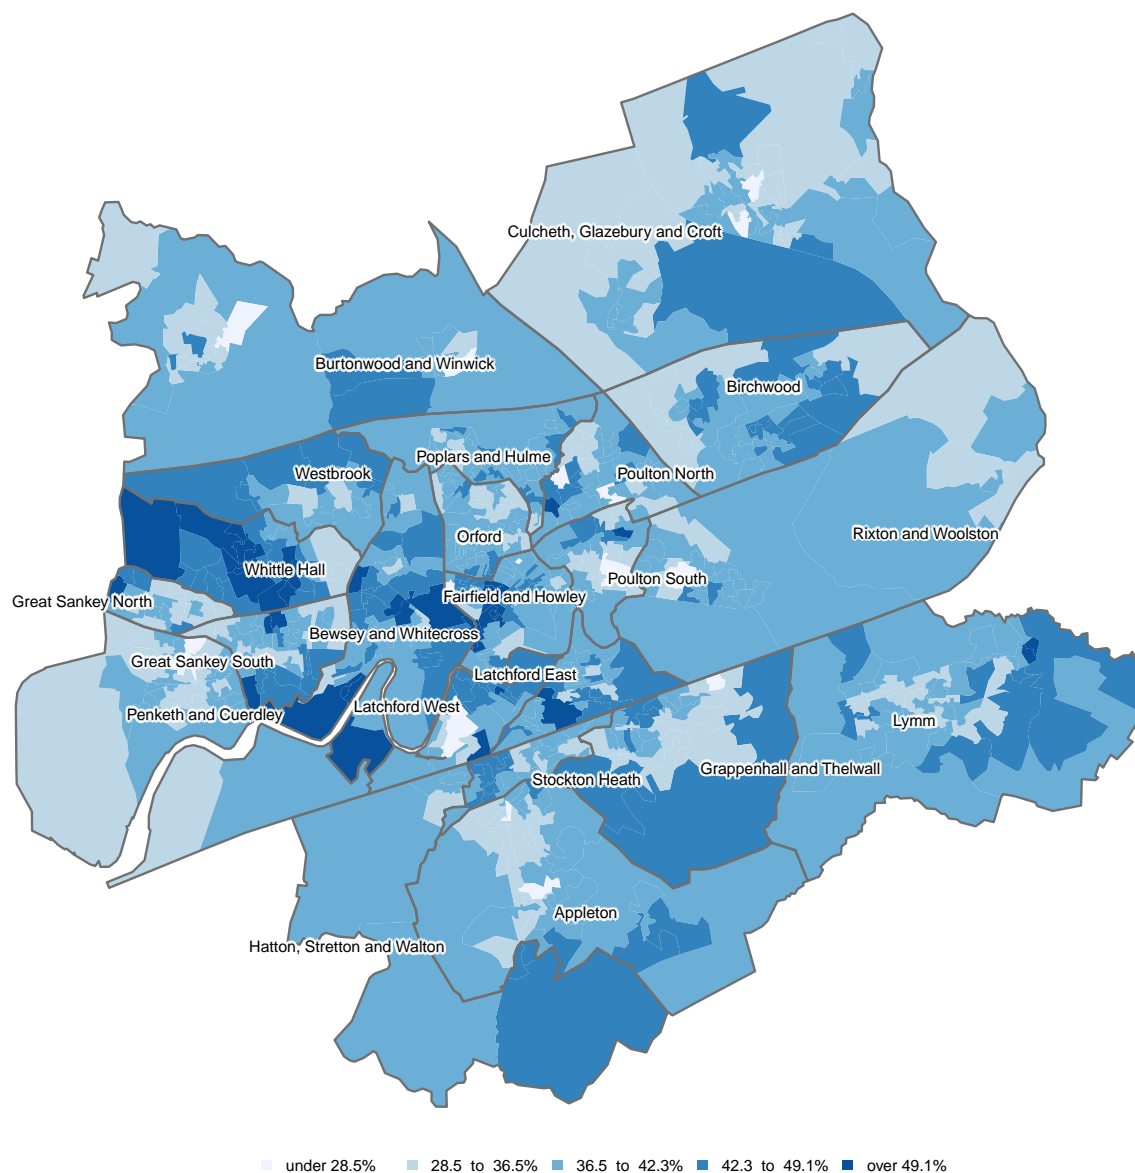 Culcheth, Glazebury and Croft
Burtonwood and Winwick
Birchwood
Poplars and Hulme
Westbrook
Poulton North
Orford
Rixton and Woolston
Whittle Hall
Poulton South
Great Sankey North
Fairfield and Howley
Bewsey and Whitecross
Great Sankey South
Latchford East
Latchford West
Penketh and Cuerdley
Lymm
Grappenhall and Thelwall
Stockton Heath
Appleton
Hatton, Stretton and Walton
under 28.5% 28.5 to 36.5% 36.5 to 42.3% 42.3 to 49.1% over 49.1%